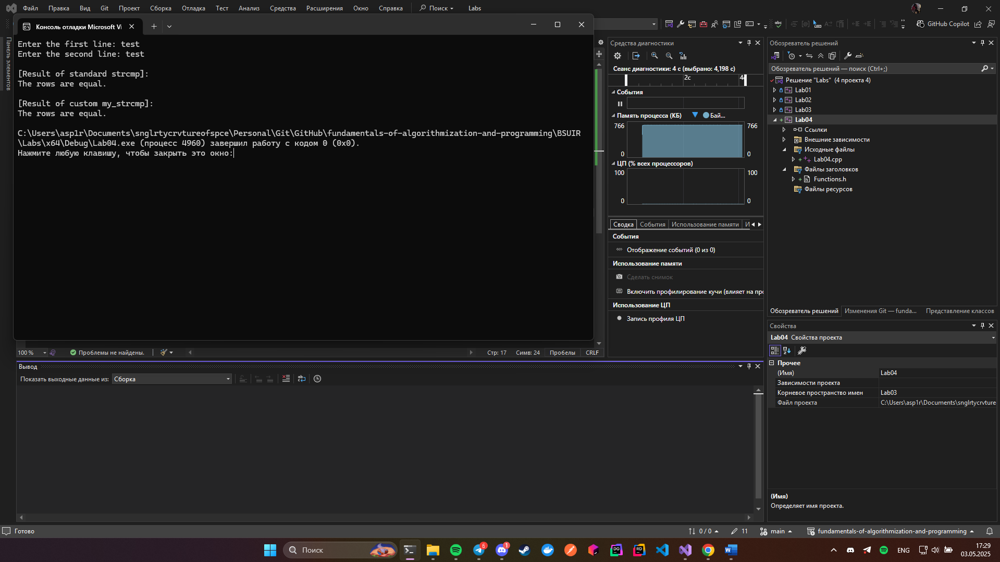 Файл Правка Вид Git Проект Сборка Отладка Тест Анализ Средства Расширения Окно Справка Поиск Labs
GitHub Copilot
Панель элементов
Консоль отладки Microsoft Vi
Enter the first line: test
Enter the second line: test
[Result of standard strcmp]:
The rows are equal.
[Result of custom my_strcmp]:
The rows are equal.
C:\Users\asp1r\Documents\snglrtycrvtureofspce\Personal\Git\GitHub\fundamentals-of-algorithmization-and-programming\BSUIR
\Labs\x64\Debug\Lab04.exe (процесс 4960) завершил работу с кодом 0 (0x0).
Нажмите любую клавишу, чтобы закрыть это окно:
100 % Проблемы не найдены. Стр: 17 Симв: 24 Пробелы CRLF
Средства диагностики
Сеанс диагностики: 4 с (выбрано: 4,198 с)
2с 4с
События
Память процесса (КБ) Бай...
766 766
0 0
ЦП (% всех процессоров)
100 100
0 0
Сводка События Использование памяти И
События
Отображение событий (0 из 0)
Использование памяти
Сделать снимок
Включить профилирование кучи (влияет на про
Использование ЦП
Запись профиля ЦП
Обозреватель решений
Обозреватель решений — поиск (Ctrl+;)
Решение "Labs" (4 проекта 4)
Lab01
Lab02
Lab03
Lab04
Ссылки
Внешние зависимости
Исходные файлы
Lab04.cpp
Файлы заголовков
Functions.h
Файлы ресурсов
Обозреватель решений Изменения Git — funda... Представление классов
Свойства
Lab04 Свойства проекта
Прочее
(Имя) Lab04
Зависимости проекта
Корневое пространство имен Lab03
Файл проекта C:\Users\asp1r\Documents\snglrtycrvture
(Имя)
Определяет имя проекта.
Вывод
Показать выходные данные из: Сборка
Готово 0 / 0 11 main fundamentals-of-algorithmization-and-programming
Поиск 6 1 ENG 17:29
03.05.2025